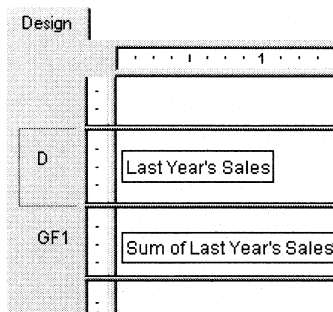 Design
1
D
Last Year's Sales
GF1
Sum of Last Year's Sales